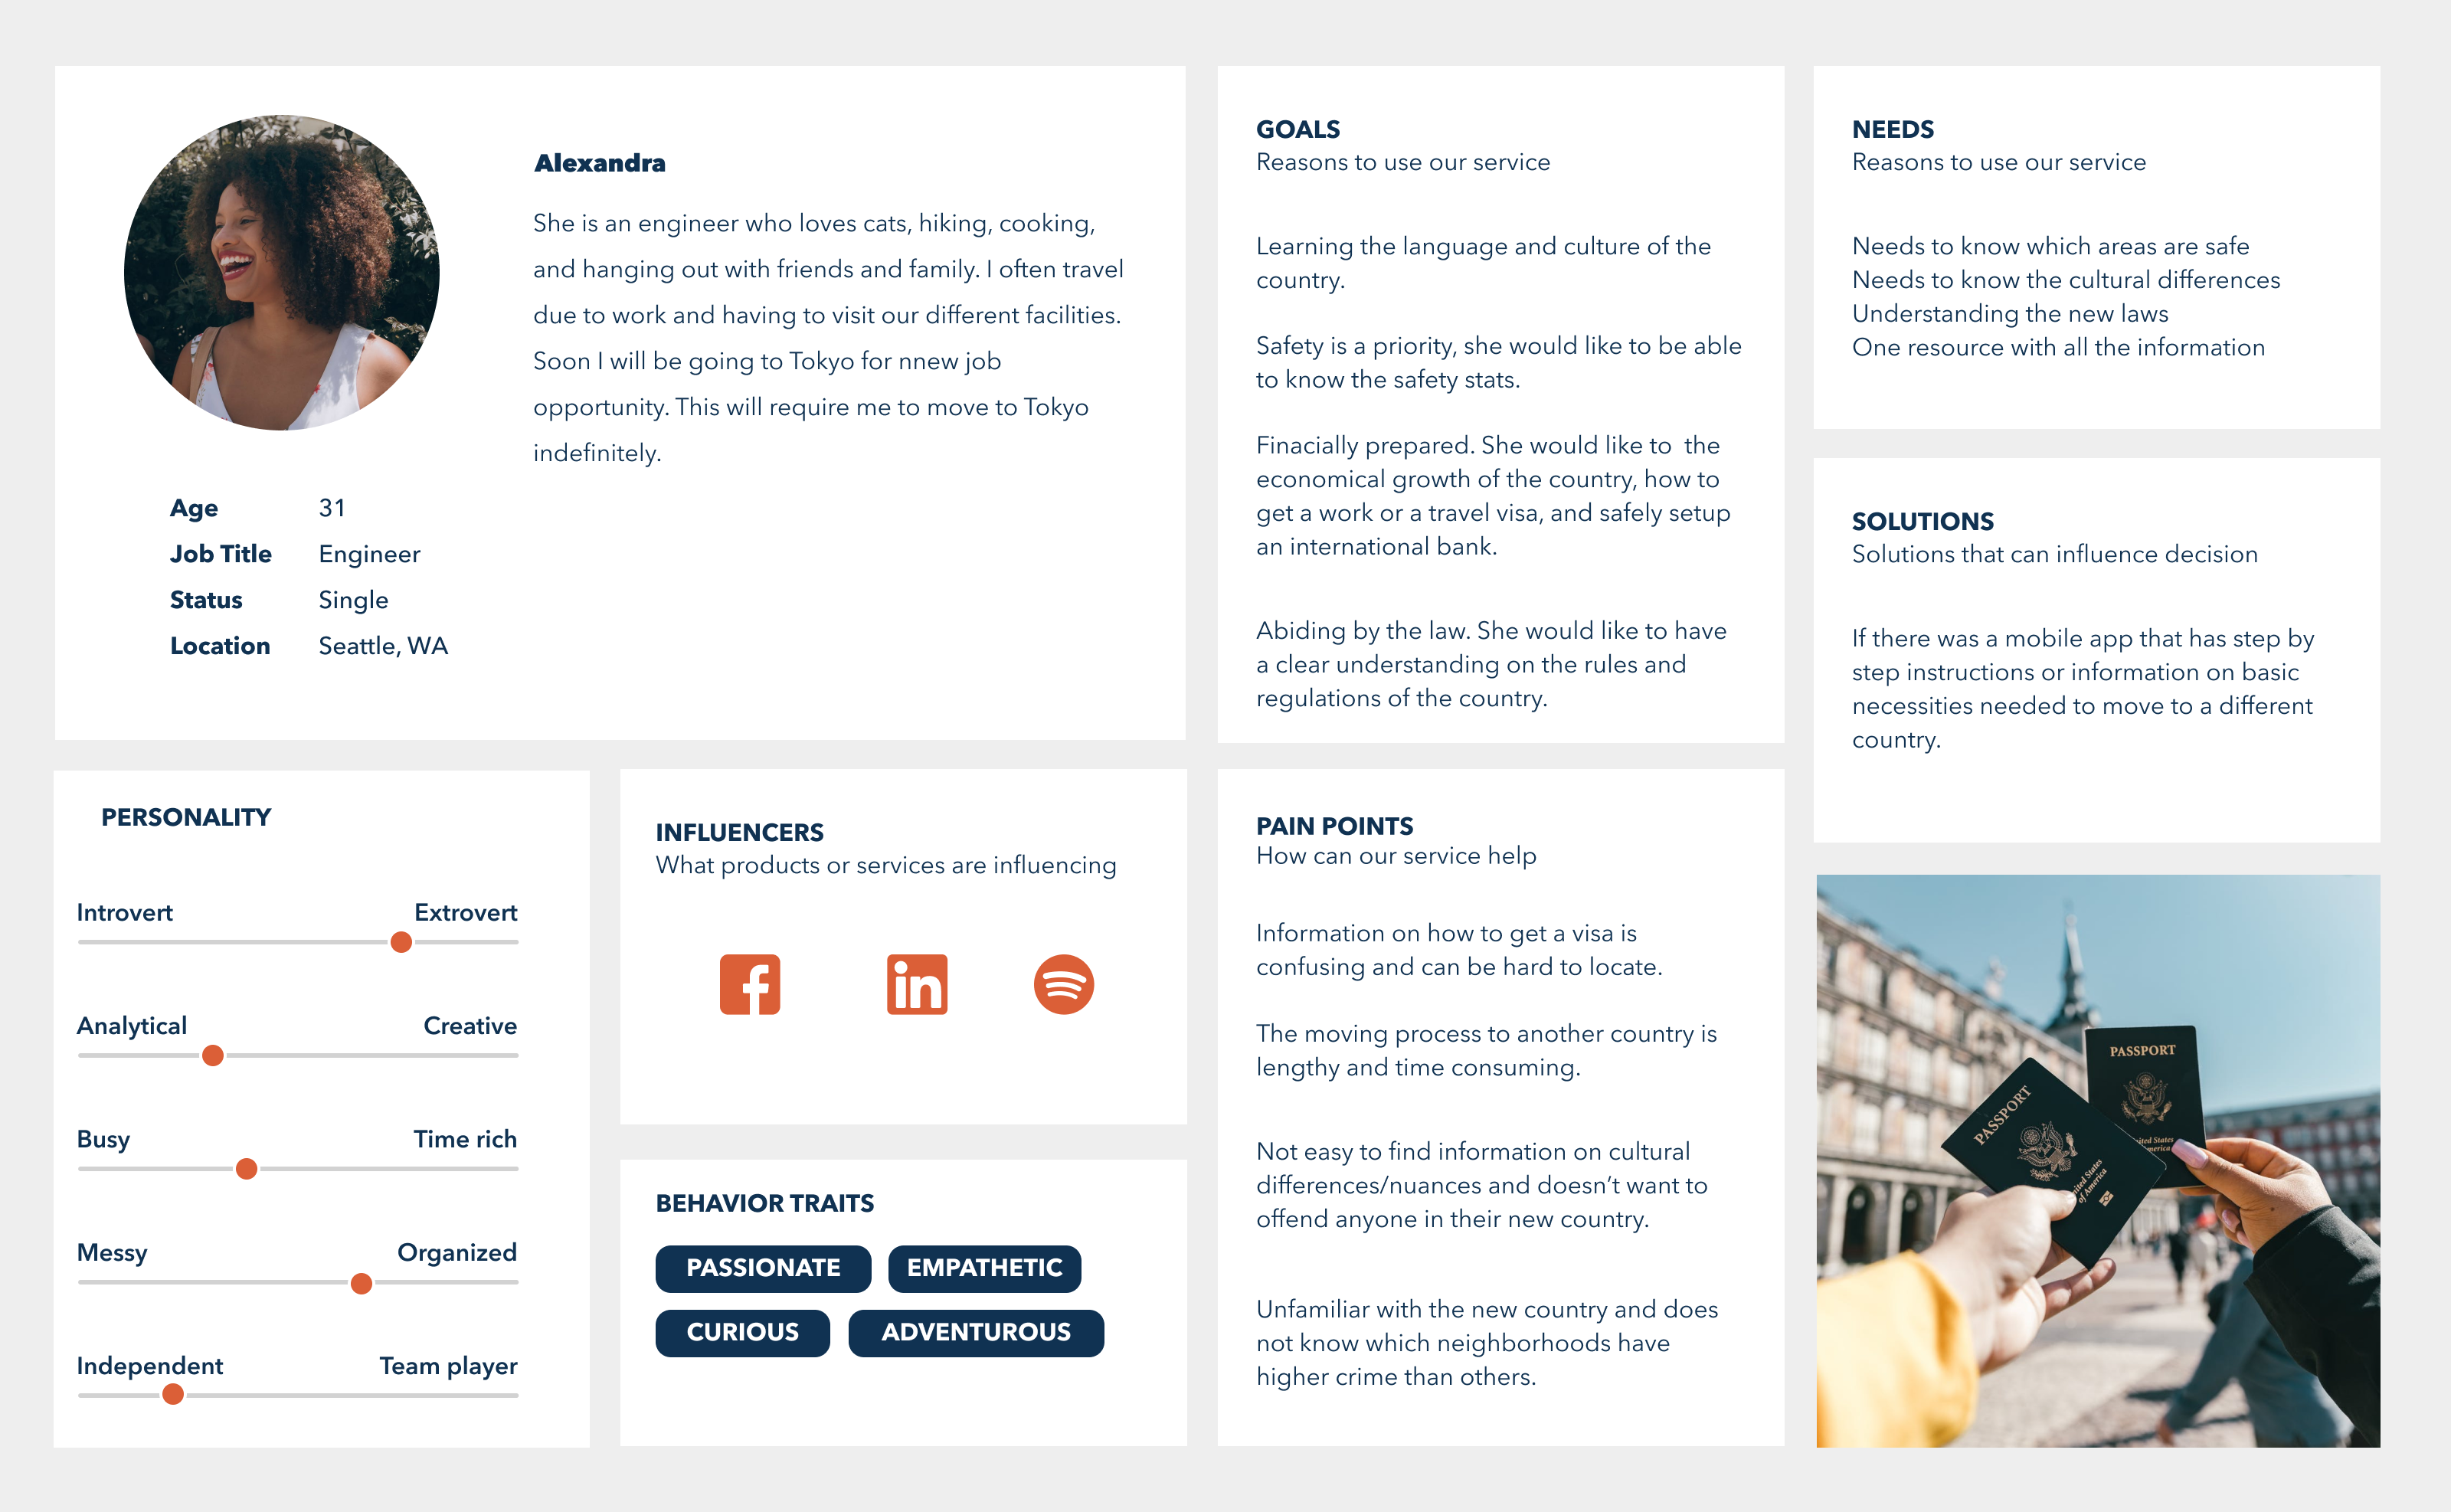 Alexandra
She is an engineer who loves cats, hiking, cooking,
and hanging out with friends and family. I often travel
due to work and having to visit our different facilities.
Soon I will be going to Tokyo for nnew job
opportunity. This will require me to move to Tokyo
indefinitely.
Age 31
Job Title Engineer
Status Single
Location Seattle, WA
GOALS
Reasons to use our service
Learning the language and culture of the
country.
Safety is a priority, she would like to be able
to know the safety stats.
Finacially prepared. She would like to  the
economical growth of the country, how to
get a work or a travel visa, and safely setup
an international bank.
Abiding by the law. She would like to have
a clear understanding on the rules and
regulations of the country.
NEEDS
Reasons to use our service
Needs to know which areas are safe
Needs to know the cultural differences
Understanding the new laws
One resource with all the information
SOLUTIONS
Solutions that can influence decision
If there was a mobile app that has step by
step instructions or information on basic
necessities needed to move to a different
country.
PERSONALITY
Introvert Extrovert
Analytical Creative
Busy Time rich
Messy Organized
Independent Team player
INFLUENCERS
What products or services are influencing
f
in
BEHAVIOR TRAITS
PASSIONATE EMPATHETIC
CURIOUS ADVENTUROUS
PAIN POINTS
How can our service help
Information on how to get a visa is
confusing and can be hard to locate.
The moving process to another country is
lengthy and time consuming.
Not easy to find information on cultural
differences/nuances and doesn’t want to
offend anyone in their new country.
Unfamiliar with the new country and does
not know which neighborhoods have
higher crime than others.
PASSPORT
PASSPORT
States
of America